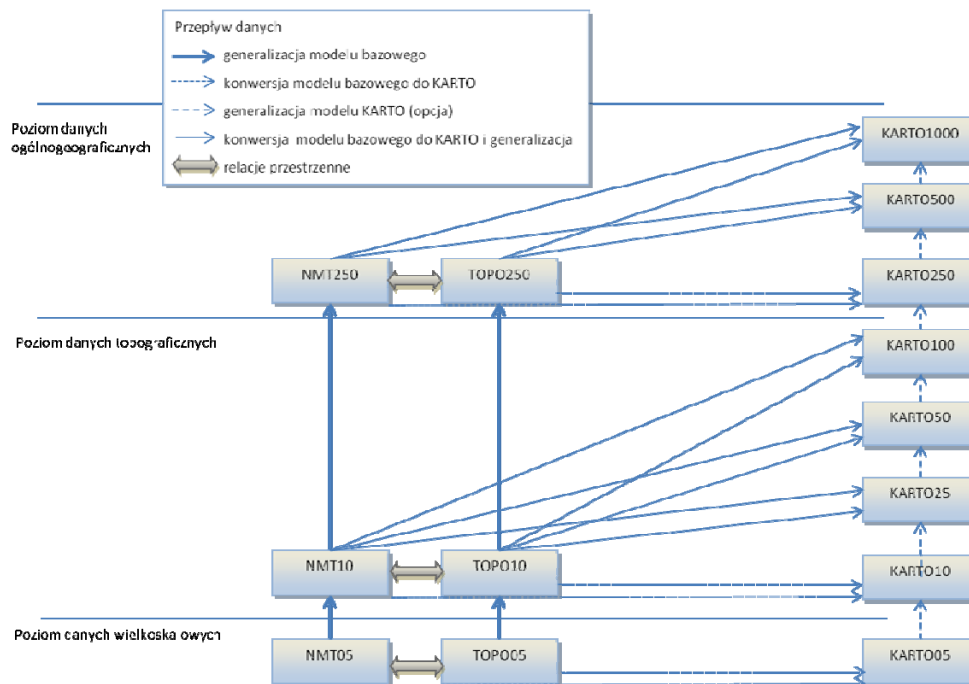 Przepływ danych
generalizacja modelu bazowego
konwersja modelu bazowego do KARTO
generalizacja modelu KARTO (opcja)
konwersja modelu bazowego do KARTO i generalizacja
relacje przestrzenne
Poziom danych
ogólnogeograficznych
KARTO1000
KARTO500
NMT250
TOPO250
KARTO250
Poziom danych topograficznych
KARTO100
KARTO50
KARTO25
NMT10
TOPO10
KARTO10
Poziom danych wielkoska owych
NMT05
TOPO05
KARTO05